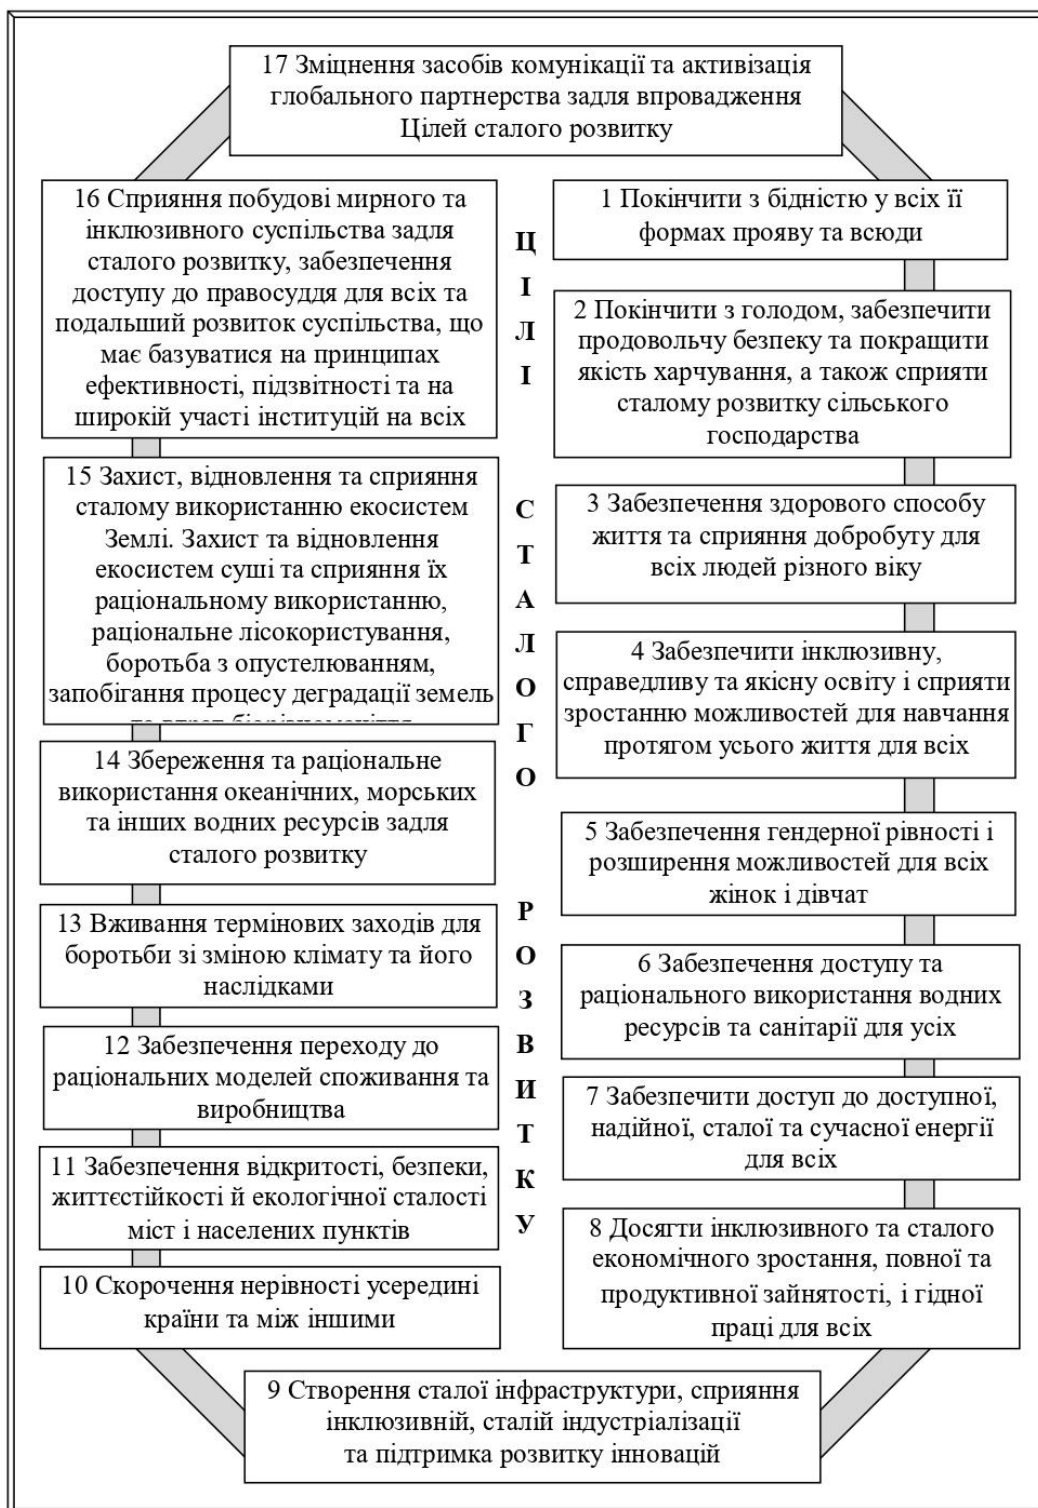 17 Зміцнення засобів комунікації та активізація
глобального партнерства задля впровадження
Цілей сталого розвитку
16 Сприяння побудові мирного та
інклюзивного суспільства задля
сталого розвитку, забезпечення
доступу до правосуддя для всіх та
подальший розвиток суспільства, що
має базуватися на принципах
ефективності, підзвітності та на
широкій участі інституцій на всіх
15 Захист, відновлення та сприяння
сталому використанню екосистем
Землі. Захист та відновлення
екосистем суші та сприяння їх
раціональному використанню,
раціональне лісокористування,
боротьба з опустелюванням,
запобігання процесу деградації земель
14 Збереження та раціональне
використання океанічних, морських
та інших водних ресурсів задля
сталого розвитку
13 Вживання термінових заходів для
боротьби зі зміною клімату та його
наслідками
12 Забезпечення переходу до
раціональних моделей споживання та
виробництва
11 Забезпечення відкритості, безпеки,
життєстійкості й екологічної сталості
міст і населених пунктів
10 Скорочення нерівності усередині
країни та між іншими
ЦІЛІ
СТАЛОГО
РОЗВИТКУ
1 Покінчити з бідністю у всіх її
формах прояву та всюди
2 Покінчити з голодом, забезпечити
продовольчу безпеку та покращити
якість харчування, а також сприяти
сталому розвитку сільського
господарства
3 Забезпечення здорового способу
життя та сприяння добробуту для
всіх людей різного віку
4 Забезпечити інклюзивну,
справедливу та якісну освіту і сприяти
зростанню можливостей для навчання
протягом усього життя для всіх
5 Забезпечення гендерної рівності і
розширення можливостей для всіх
жінок і дівчат
6 Забезпечення доступу та
раціонального використання водних
ресурсів та санітарії для усіх
7 Забезпечити доступ до доступної,
надійної, сталої та сучасної енергії
для всіх
8 Досягти інклюзивного та сталого
економічного зростання, повної та
продуктивної зайнятості, і гідної
праці для всіх
9 Створення сталої інфраструктури, сприяння
інклюзивній, сталій індустріалізації
та підтримка розвитку інновацій